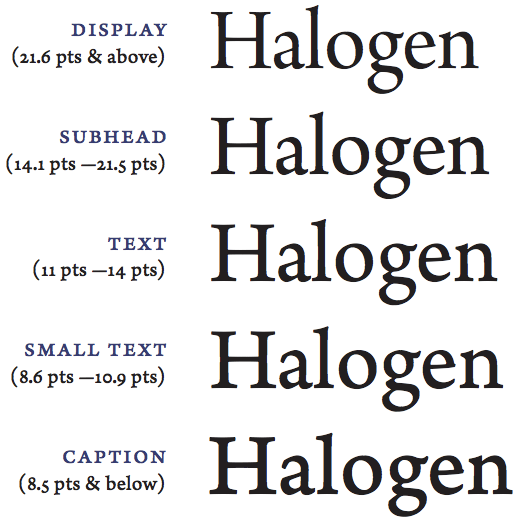 DISPLAY
(21.6 pts & above)
Halogen
SUBHEAD
(14.1 pts —21.5 pts)
Halogen
TEXT
(11 pts —14 pts)
Halogen
SMALL TEXT
(8.6 pts —10.9 pts)
Halogen
CAPTION
(8.5 pts & below)
Halogen